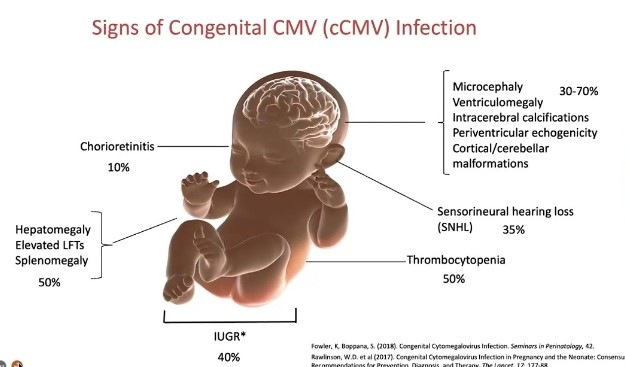 Signs of Congenital CMV (cCMV) Infection
Microcephaly 30-70%
Ventriculomegaly
Intracerebral calcifications
Periventricular echogenicity
Cortical/cerebellar
malformations
Chorioretinitis
10%
Sensorineural hearing loss
(SNHL) 35%
Hepatomegaly
Elevated LFTs
Splenomegaly
50%
Thrombocytopenia
50%
IUGR*
40%
Fowler, K, Boppana, S. (2018). Congenital Cytomegalovirus Infection. Seminars in Perinatology, 42.
Rawlinson, W.D. et al (2017). Congenital Cytomegalovirus Infection in Pregnancy and the Neonate: Consensu
Recommendations for Prevention, Diagnosis, and Therapy. The Lancet, 17: 177-88